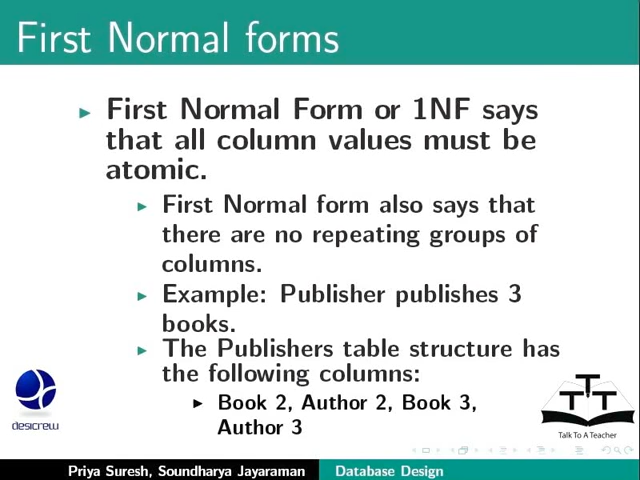 First Normal forms
First Normal Form or 1NF says
that all column values must be
atomic.
First Normal form also says that
there are no repeating groups of
columns.
Example: Publisher publishes 3
books.
The Publishers table structure has
the following columns:
Book 2, Author 2, Book 3,
Author 3
desicrew
TTT
Talk To A Teacher
Priya Suresh, Soundharya Jayaraman
Database Design